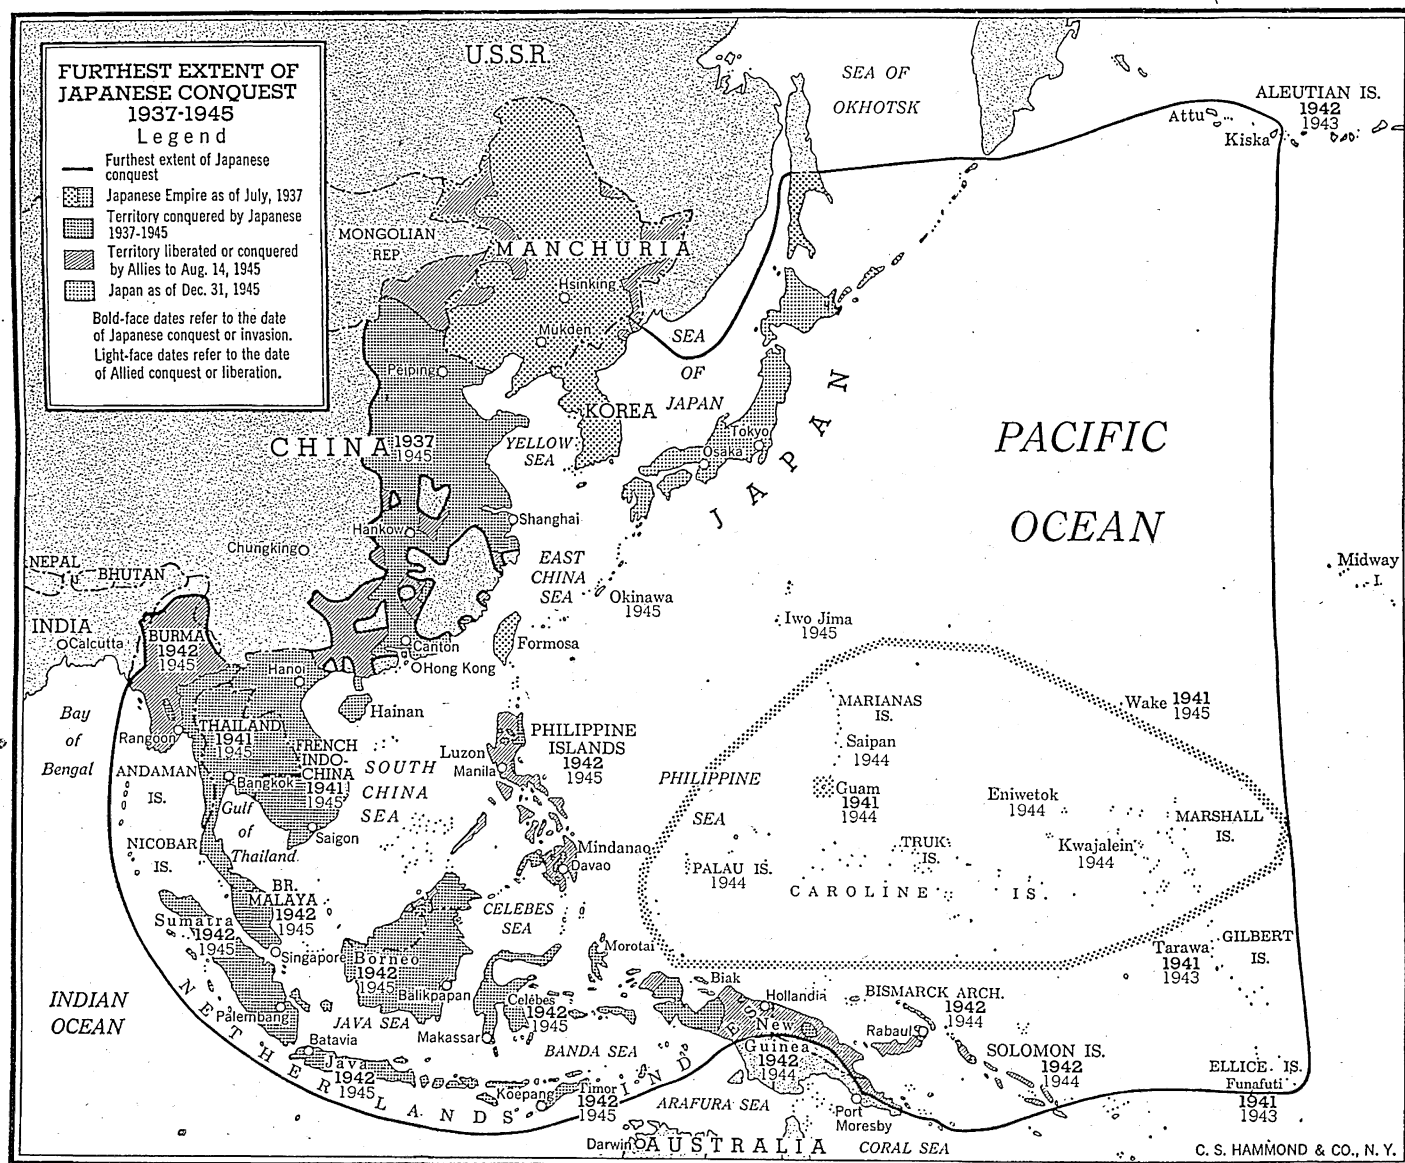 FURTHEST EXTENT OF
JAPANESE CONQUEST
1937-1945
Legend
Furthest extent of Japanese
conquest
Japanese Empire as of July, 1937
Territory conquered by Japanese
1937-1945
Territory liberated or conquered
by Allies to Aug. 14, 1945
Japan as of Dec. 31, 1945
Bold-face dates refer to the date
of Japanese conquest or invasion.
Light-face dates refer to the date
of Allied conquest or liberation.
U.S.S.R.
SEA OF
OKHOTSK
ALEUTIAN IS.
1942
1943
Attu
Kiska
MONGOLIAN
REP.
MANCHURIA
Hsinking
Mukden
SEA
OF
JAPAN
Peiping
KOREA
JAPAN
Tokyo
Osaka
CHINA
1937
1945
YELLOW
SEA
PACIFIC
OCEAN
Hankow
Shanghai
Chungking
EAST
CHINA
SEA
NEPAL
BHUTAN
Midway
I.
Okinawa
1945
Iwo Jima
1945
INDIA
Calcutta
BURMA
1942
1945
Formosa
Canton
Hong Kong
Hanoi
Hainan
Bay
of
Bengal
Rangoon
THAILAND
1941
1945
FRENCH
INDO-
CHINA
1941
1945
Bangkok
Gulf
of
Thailand
Saigon
SOUTH
CHINA
SEA
Luzon
Manila
PHILIPPINE
ISLANDS
1942
1945
MARIANAS
IS.
Saipan
1944
Wake 1941
1945
ANDAMAN
IS.
NICOBAR
IS.
PHILIPPINE
SEA
Guam
1941
1944
Eniwetok
1944
MARSHALL
IS.
Kwajalein
1944
TRUK
IS.
PALAU IS.
1944
CAROLINE IS.
Mindanao
Davao
BR.
MALAYA
1942
1945
Sumatra
1942
1945
Singapore
Borneo
1942
1945
Balikpapan
CELEBES
SEA
Morotai
Celebes
1942
1945
Makassar
Tarawa
1941
1943
GILBERT
IS.
INDIAN
OCEAN
Palembang
JAVA SEA
Batavia
Java
1942
1945
BANDA SEA
Koepang
Timor
1942
1945
NETHERLANDS INDIES
Biak
Hollandia
New
Guinea
1942
1944
BISMARCK ARCH.
1942
1944
Rabaul
SOLOMON IS.
1942
1944
ELLICE IS.
Funafuti
1941
1943
ARAFURA SEA
Port
Moresby
Darwin
AUSTRALIA
CORAL SEA
C. S. HAMMOND & CO., N. Y.